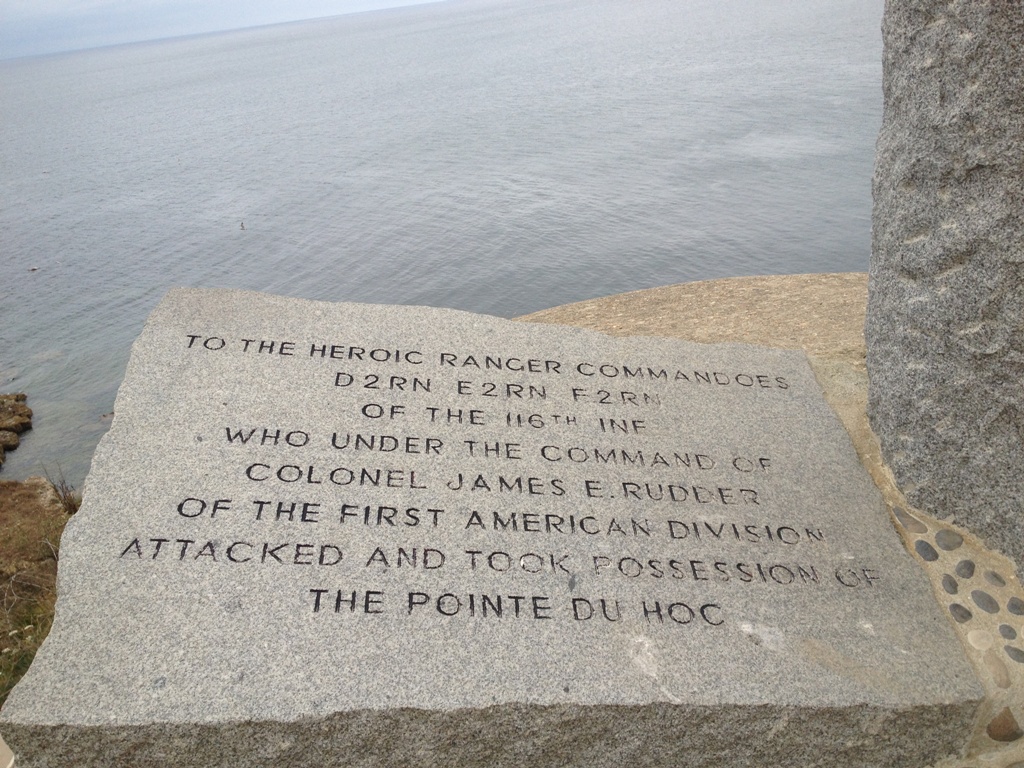 TO THE HEROIC RANGER COMMANDOES
D2RN E2RN F2RN
OF THE 116TH INF
WHO UNDER THE COMMAND OF
COLONEL JAMES E. RUDDER
OF THE FIRST AMERICAN DIVISION
ATTACKED AND TOOK POSSESSION OF
THE POINTE DU HOC